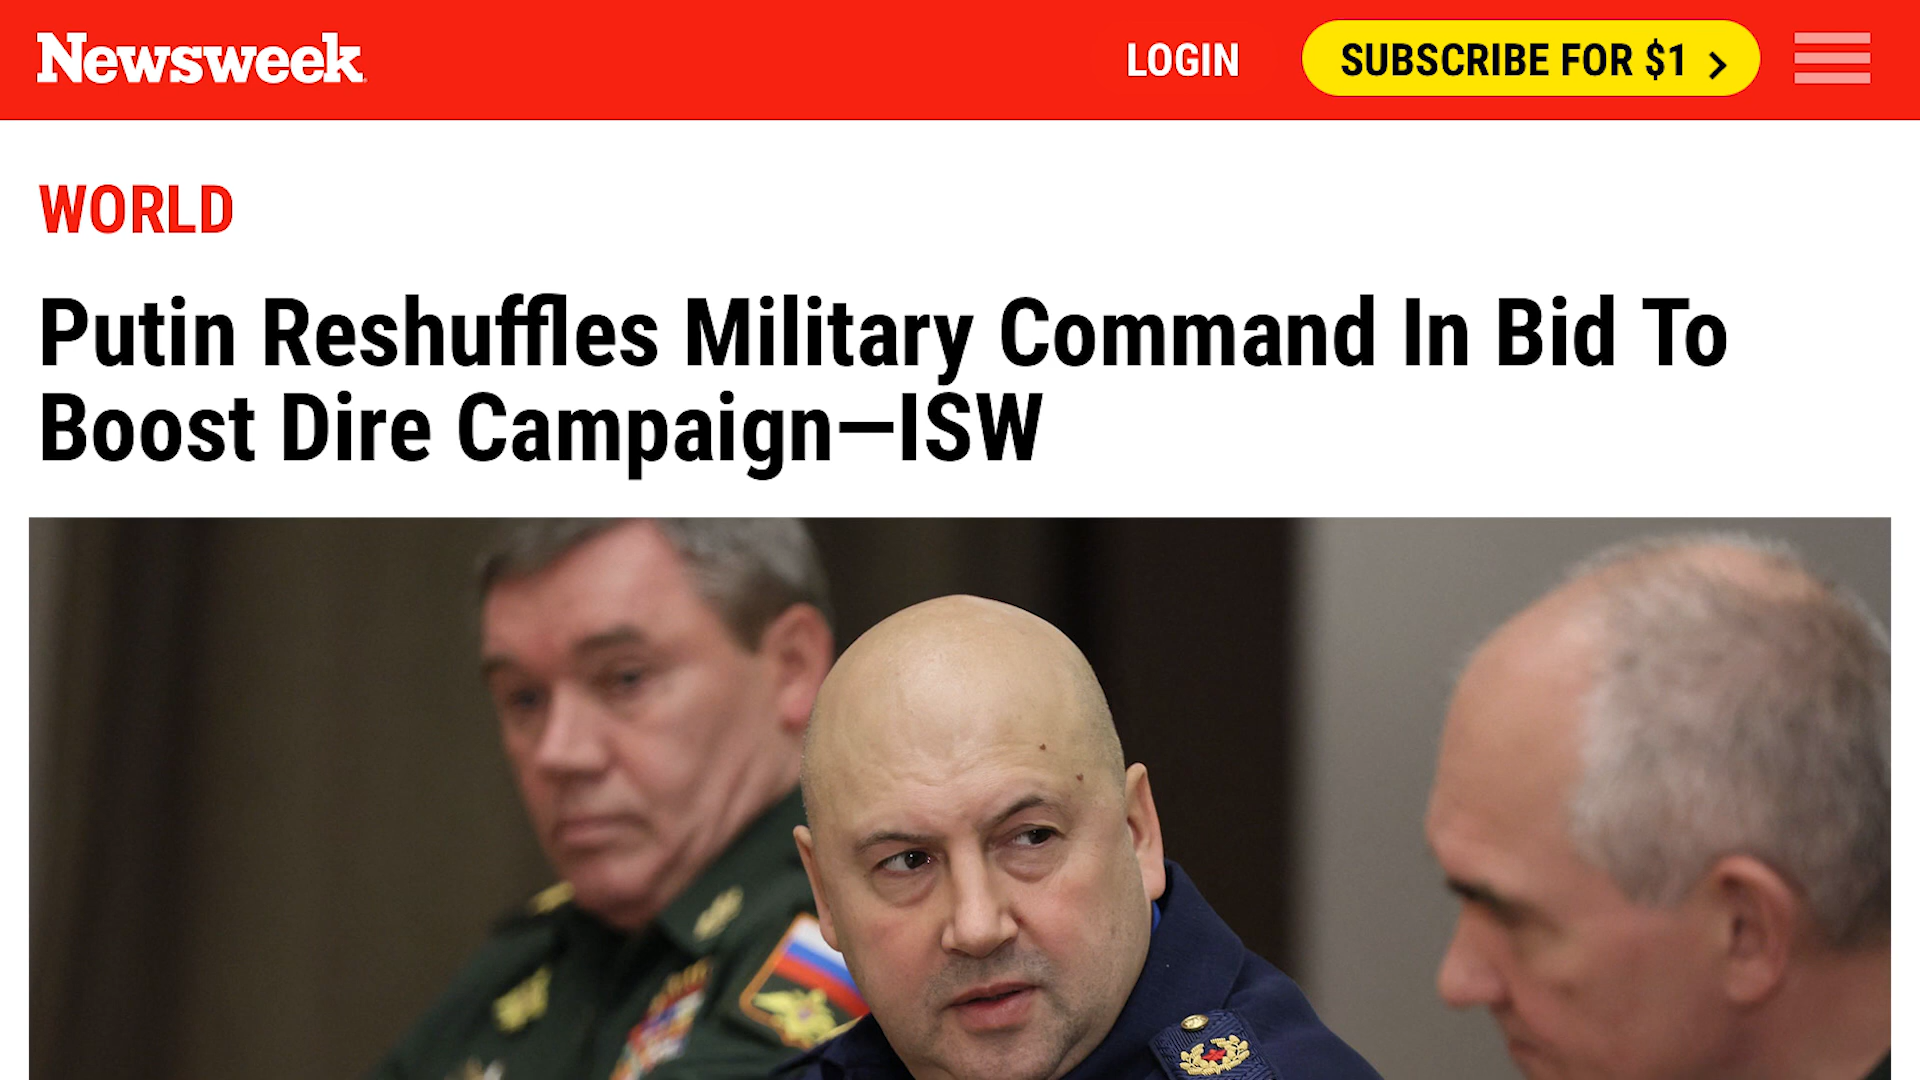 Newsweek
LOGIN
SUBSCRIBE FOR $1
WORLD
Putin Reshuffles Military Command In Bid To
Boost Dire Campaign—ISW